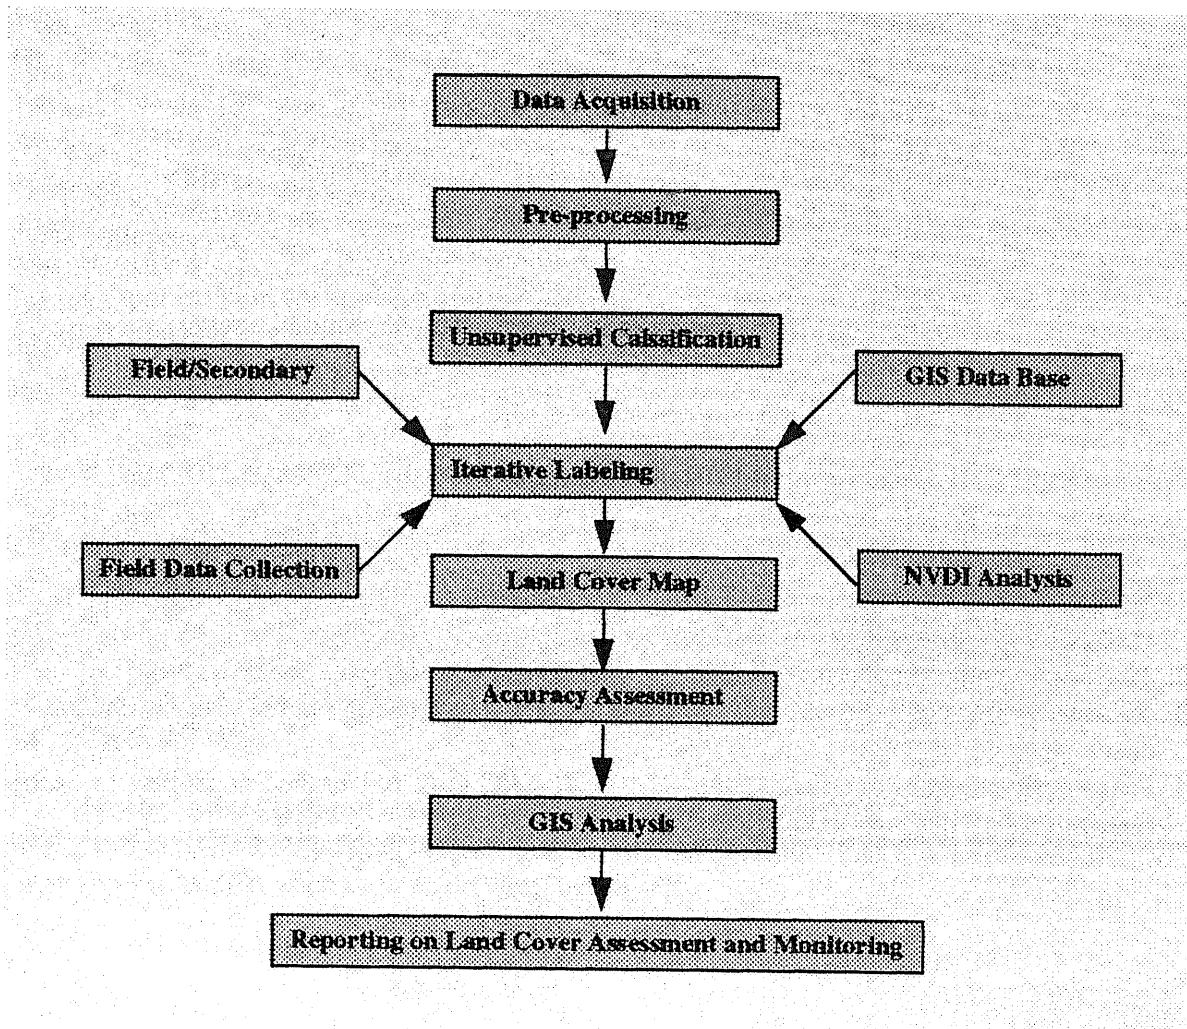 Data Acquisition
Pre-processing
Unsupervised Calssification
Field/Secondary
GIS Data Base
Iterative Labeling
Field Data Collection
Land Cover Map
NVDI Analysis
Accuracy Assessment
GIS Analysis
Reporting on Land Cover Assessment and Monitoring